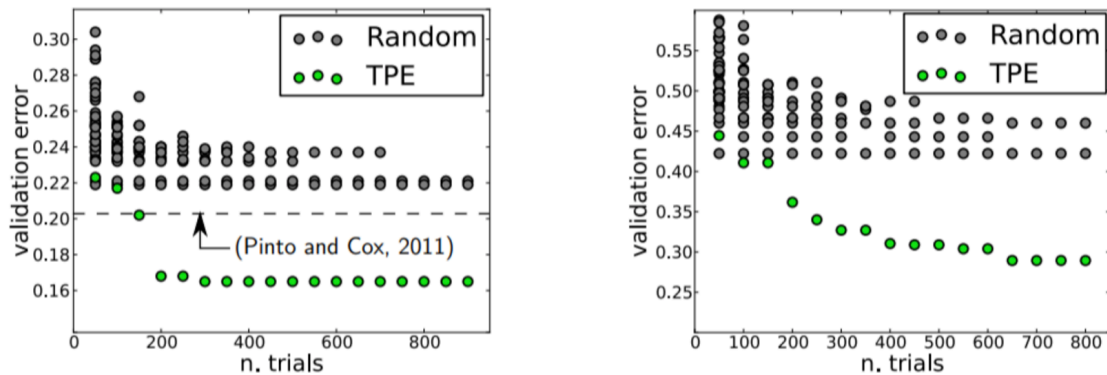 0.30
0.28
0.26
0.24
0.22
0.20
0.18
0.16
validation error
Random
TPE
(Pinto and Cox, 2011)
0 200 400 600 800
n. trials
0.55
0.50
0.45
0.40
0.35
0.30
0.25
validation error
Random
TPE
0 100 200 300 400 500 600 700 800
n. trials